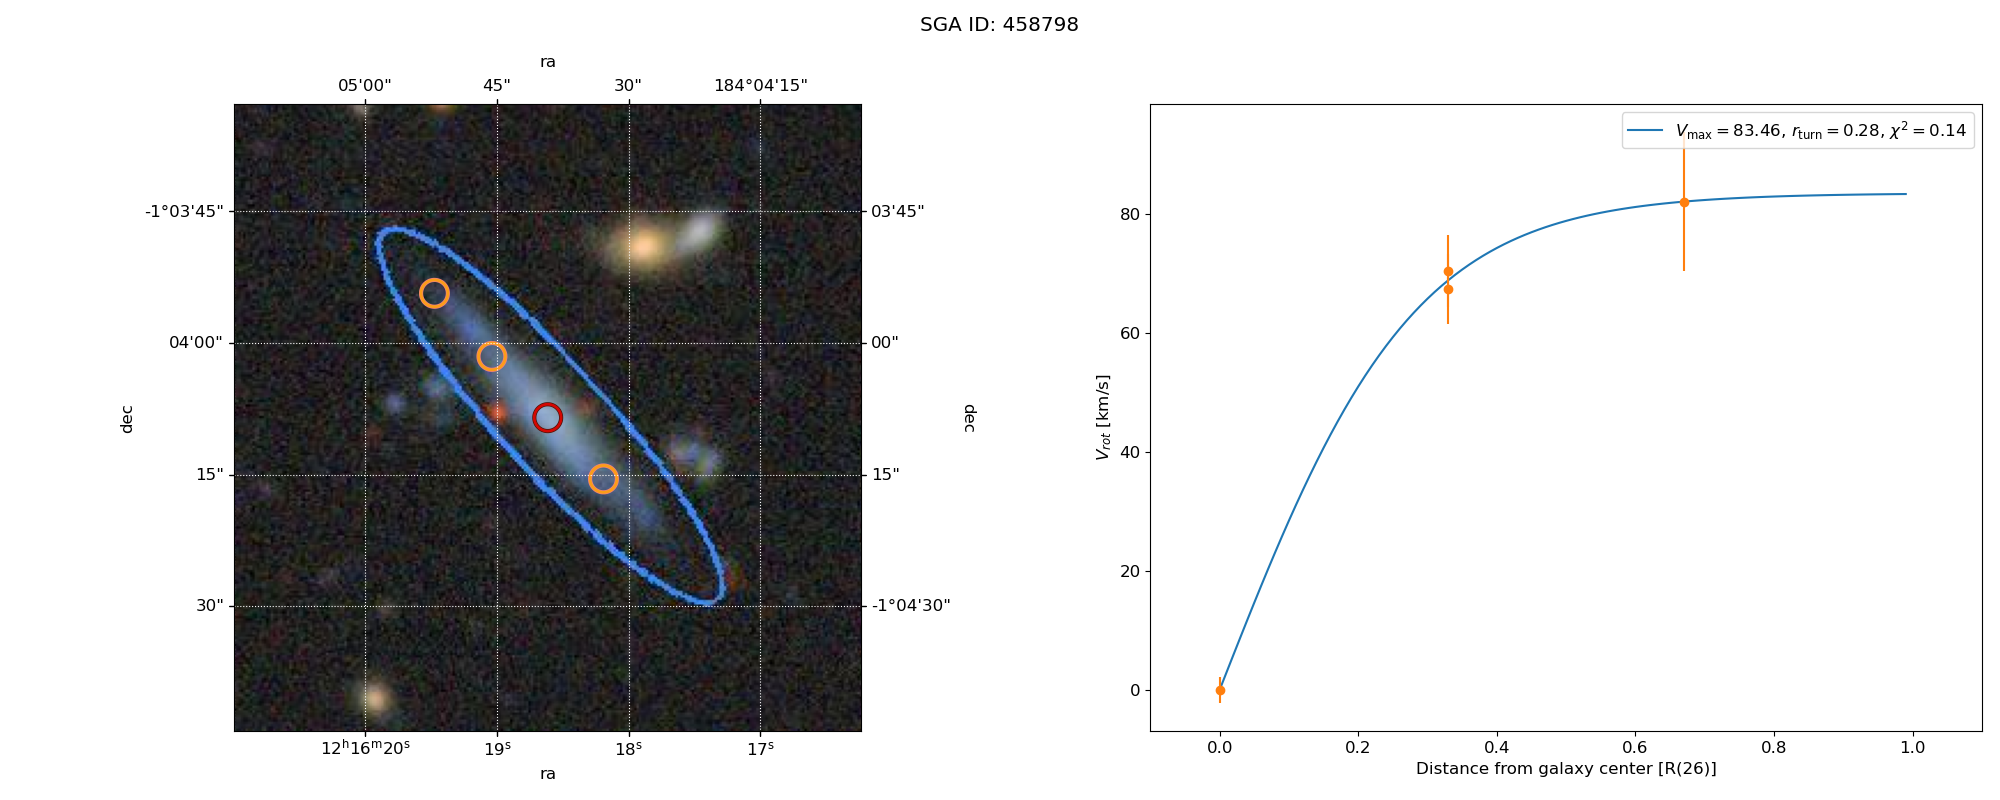 SGA ID: 458798
ra
05'00" 45" 30" 184°04'15"
-1°03'45" 03'45"
04'00" 00"
dec dec
15" 15"
30" -1°04'30"
12ʰ16ᵐ20ˢ 19ˢ 18ˢ 17ˢ
ra
V_max = 83.46, r_turn = 0.28, χ² = 0.14
80
60
40
20
0
V_rot [km/s]
0.0 0.2 0.4 0.6 0.8 1.0
Distance from galaxy center [R(26)]